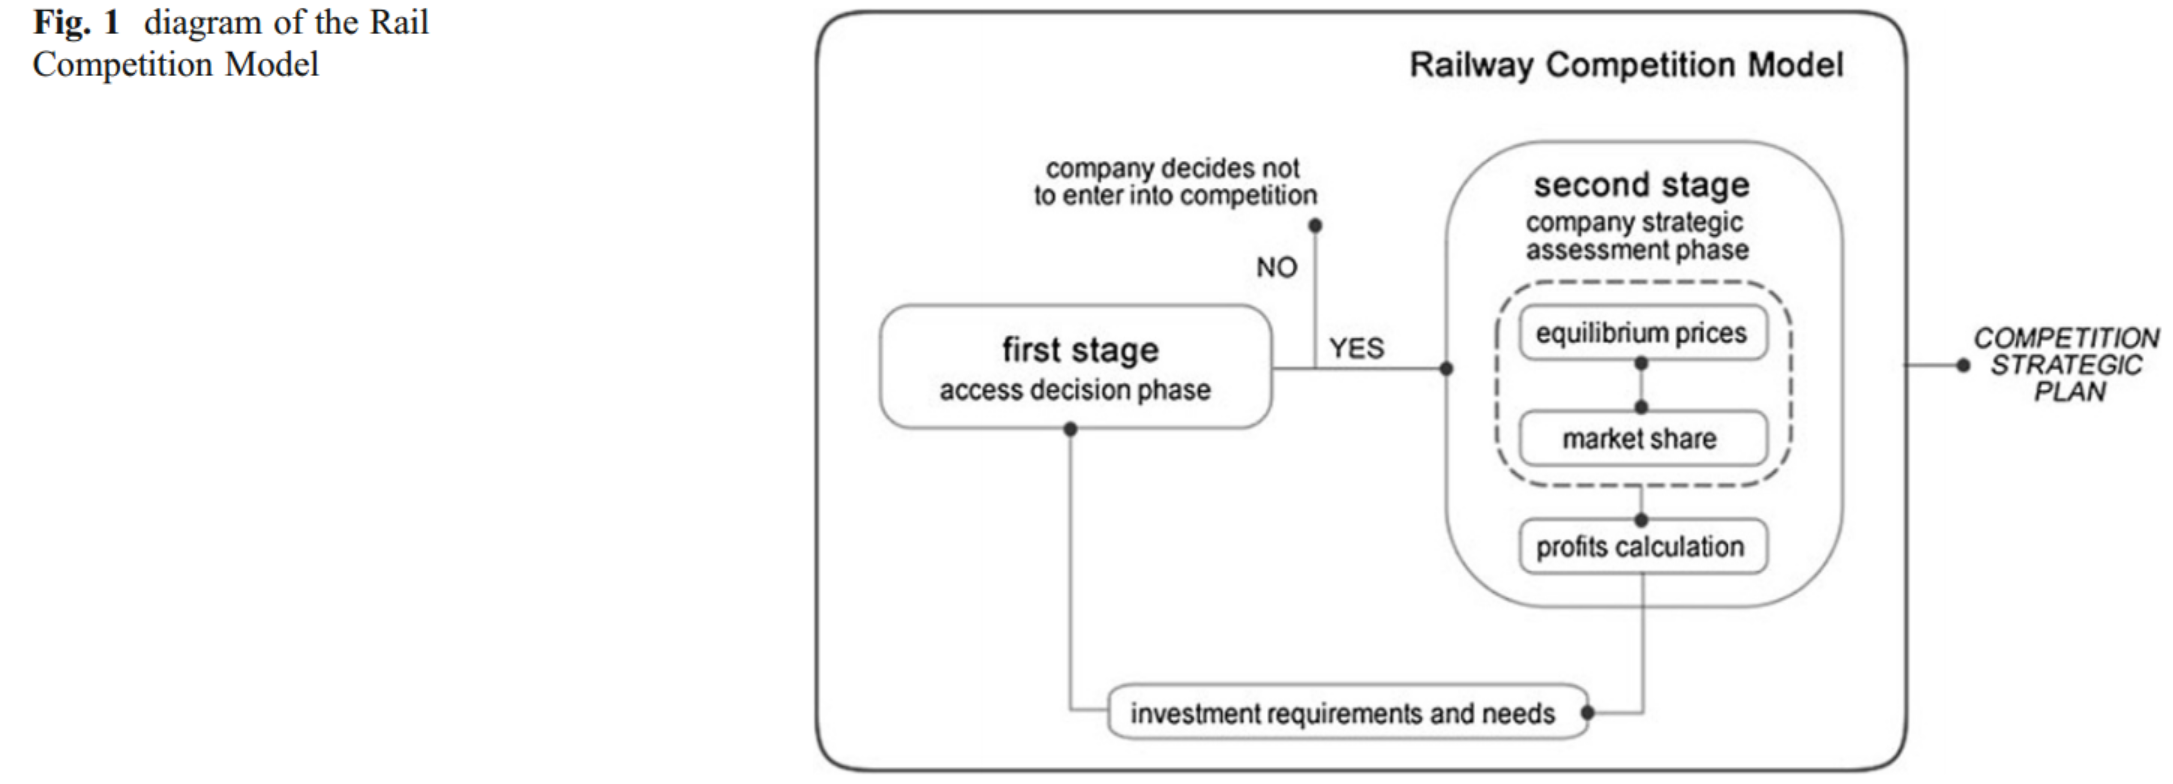 Fig. 1 diagram of the Rail
Competition Model
Railway Competition Model
company decides not
to enter into competition
NO
YES
first stage
access decision phase
second stage
company strategic
assessment phase
equilibrium prices
market share
profits calculation
investment requirements and needs
COMPETITION
STRATEGIC
PLAN